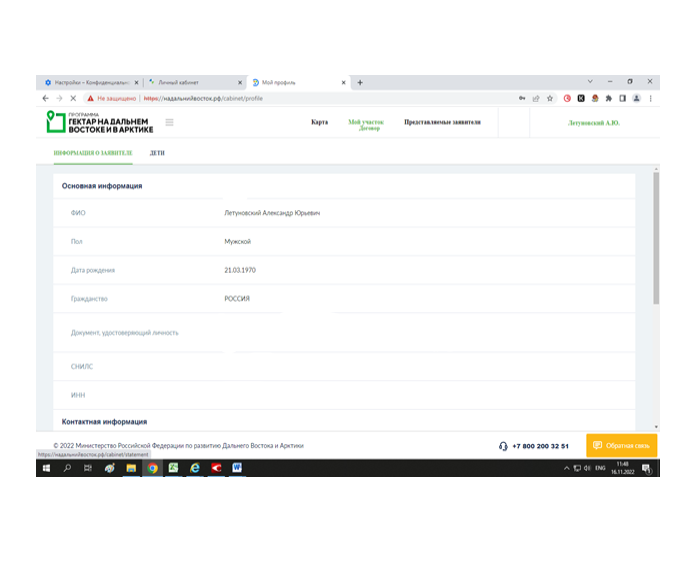 Настройки – Конфиденциальн
Личный кабинет
Мой профиль
Не защищено
https://надальнийвосток.рф/cabinet/profile
ПРОГРАММА
ГЕКТАР НА ДАЛЬНЕМ
ВОСТОКЕ И В АРКТИКЕ
Карта
Мой участок
Договор
Представляемые заявители
Летуновский А.Ю.
ИНФОРМАЦИЯ О ЗАЯВИТЕЛЕ
ДЕТИ
Основная информация
ФИО Летуновский Александр Юрьевич
Пол Мужской
Дата рождения 21.03.1970
Гражданство РОССИЯ
Документ, удостоверяющий личность
СНИЛС
ИНН
Контактная информация
© 2022 Министерство Российской Федерации по развитию Дальнего Востока и Арктики
+7 800 200 32 51
Обратная связь
https://надальнийвосток.рф/cabinet/statement
ENG
11:48
16.11.2022